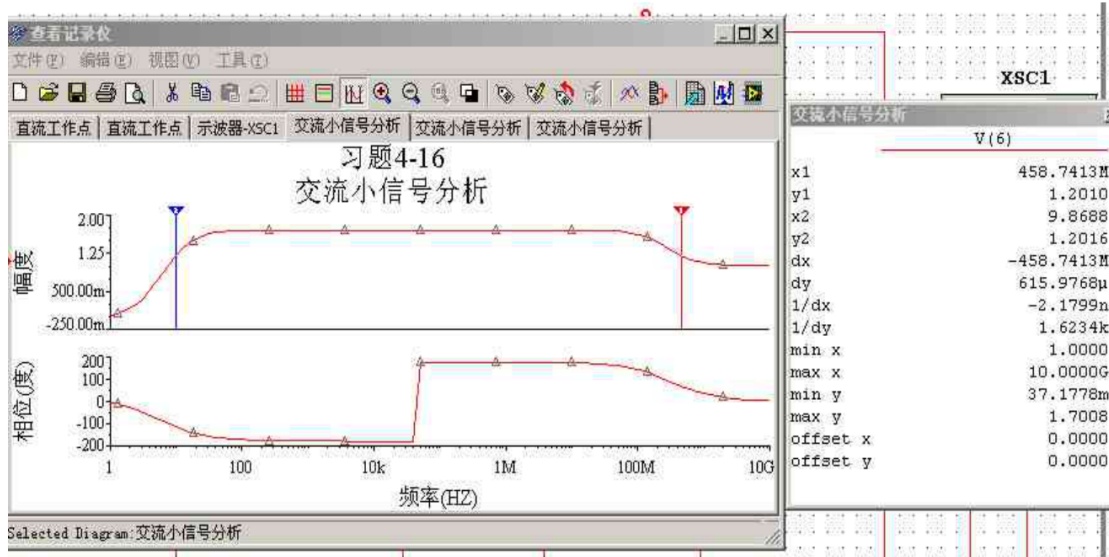 查看记录仪
文件(F) 编辑(E) 视图(V) 工具(T)
直流工作点 直流工作点 示波器-XSC1 交流小信号分析 交流小信号分析 交流小信号分析
习题4-16
交流小信号分析
幅度
2.00
1.25
500.00m
-250.00m
相位(度)
200
100
0
-100
-200
1 100 10k 1M 100M 10G
频率(HZ)
Selected Diagram:交流小信号分析
XSC1
交流小信号分析
V(6)
x1 458.7413M
y1 1.2010
x2 9.8688
y2 1.2016
dx -458.7413M
dy 615.9768μ
1/dx -2.1799n
1/dy 1.6234k
min x 1.0000
max x 10.0000G
min y 37.1778m
max y 1.7008
offset x 0.0000
offset y 0.0000